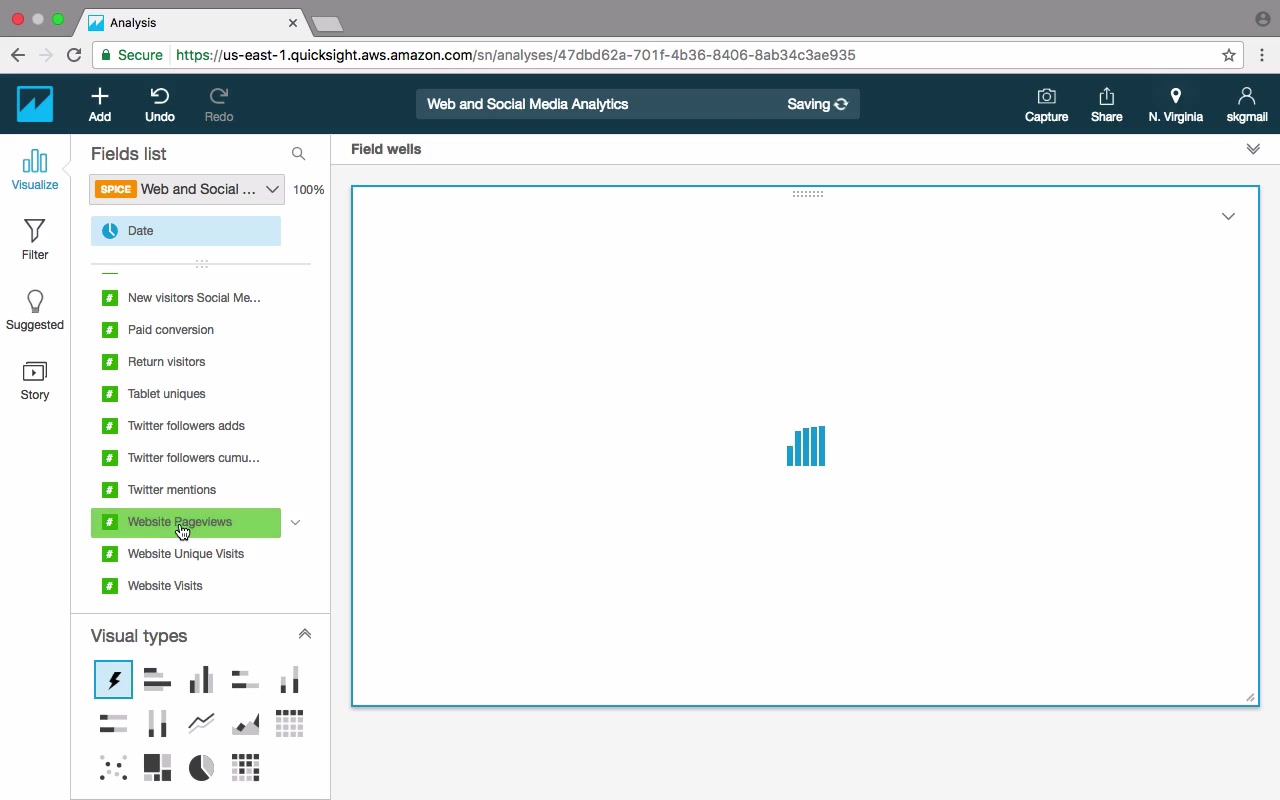 Analysis
Secure https://us-east-1.quicksight.aws.amazon.com/sn/analyses/47dbd62a-701f-4b36-8406-8ab34c3ae935
Add
Undo
Redo
Web and Social Media Analytics
Saving
Capture
Share
N. Virginia
skgmail
Visualize
Filter
Suggested
Story
Fields list
SPICE Web and Social ... 100%
Date
# New visitors Social Me...
# Paid conversion
# Return visitors
# Tablet uniques
# Twitter followers adds
# Twitter followers cumu...
# Twitter mentions
# Website Pageviews
# Website Unique Visits
# Website Visits
Visual types
Field wells